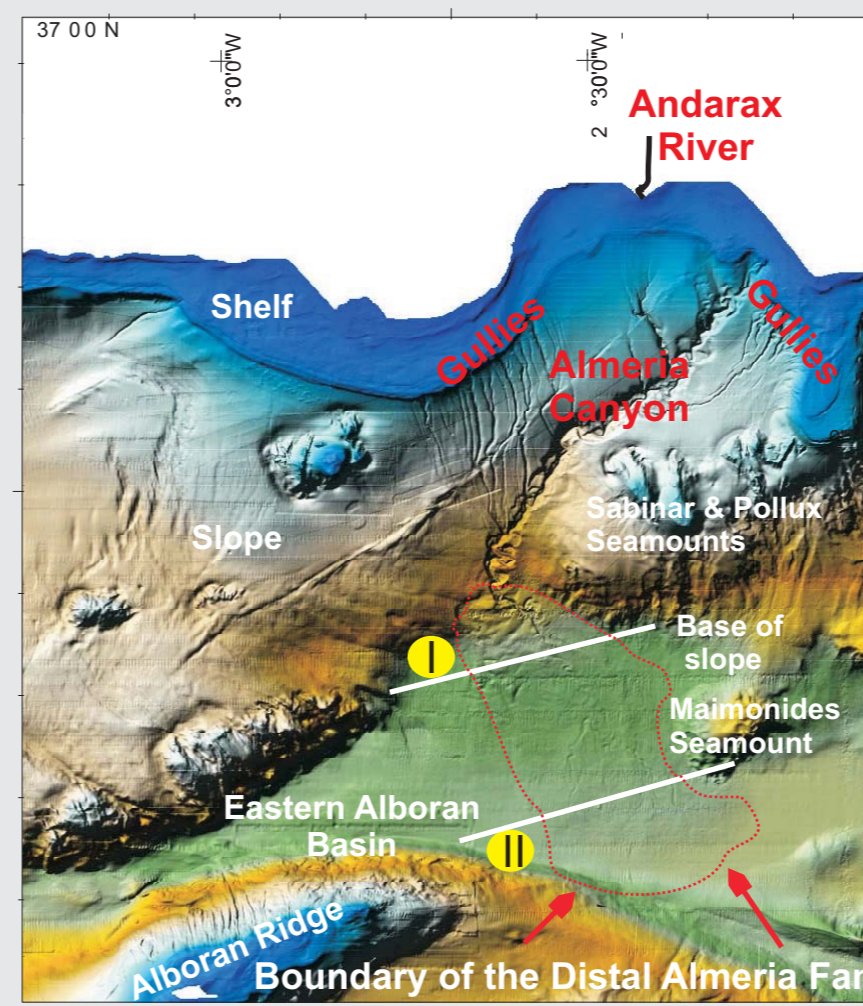 37 00 N
3°0'0"W
2 °30'0"W
Andarax
River
Shelf
Gullies
Gullies
Almeria
Canyon
Slope
Sabinar & Pollux
Seamounts
Base of
slope
I
Maimonides
Seamount
Eastern Alboran
Basin
II
Alboran Ridge
Boundary of the Distal Almeria Fan